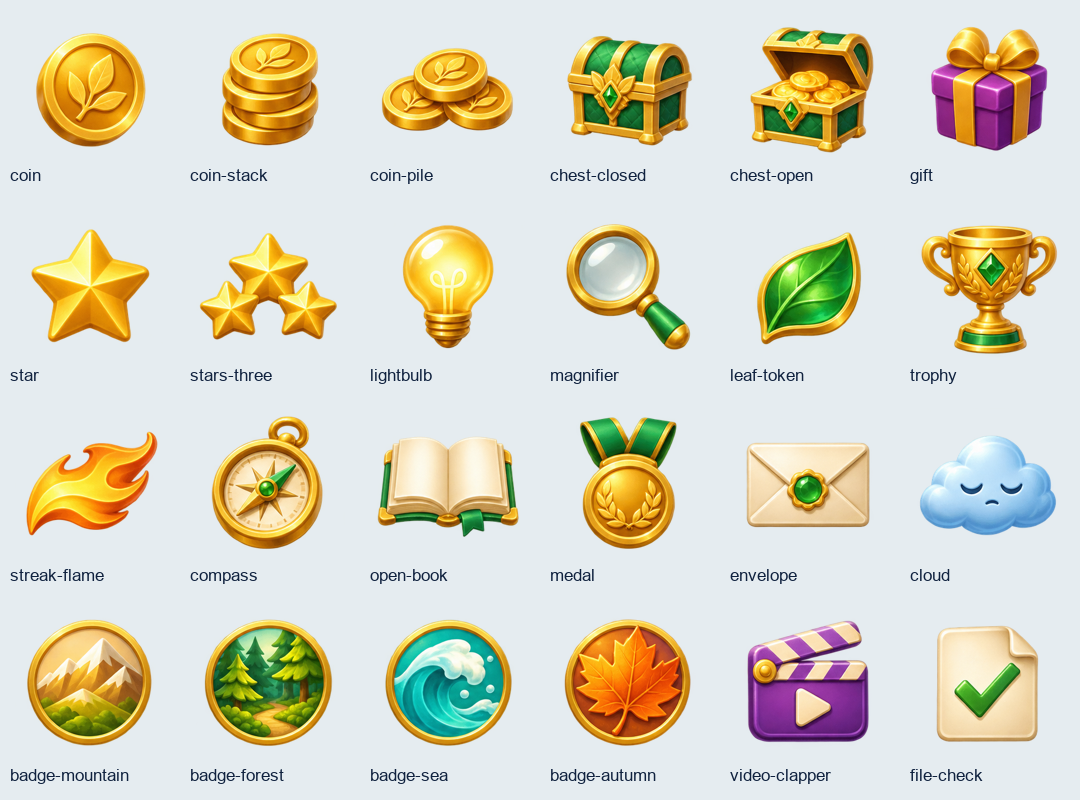 coin
coin-stack
coin-pile
chest-closed
chest-open
gift
star
stars-three
lightbulb
magnifier
leaf-token
trophy
streak-flame
compass
open-book
medal
envelope
cloud
badge-mountain
badge-forest
badge-sea
badge-autumn
video-clapper
file-check